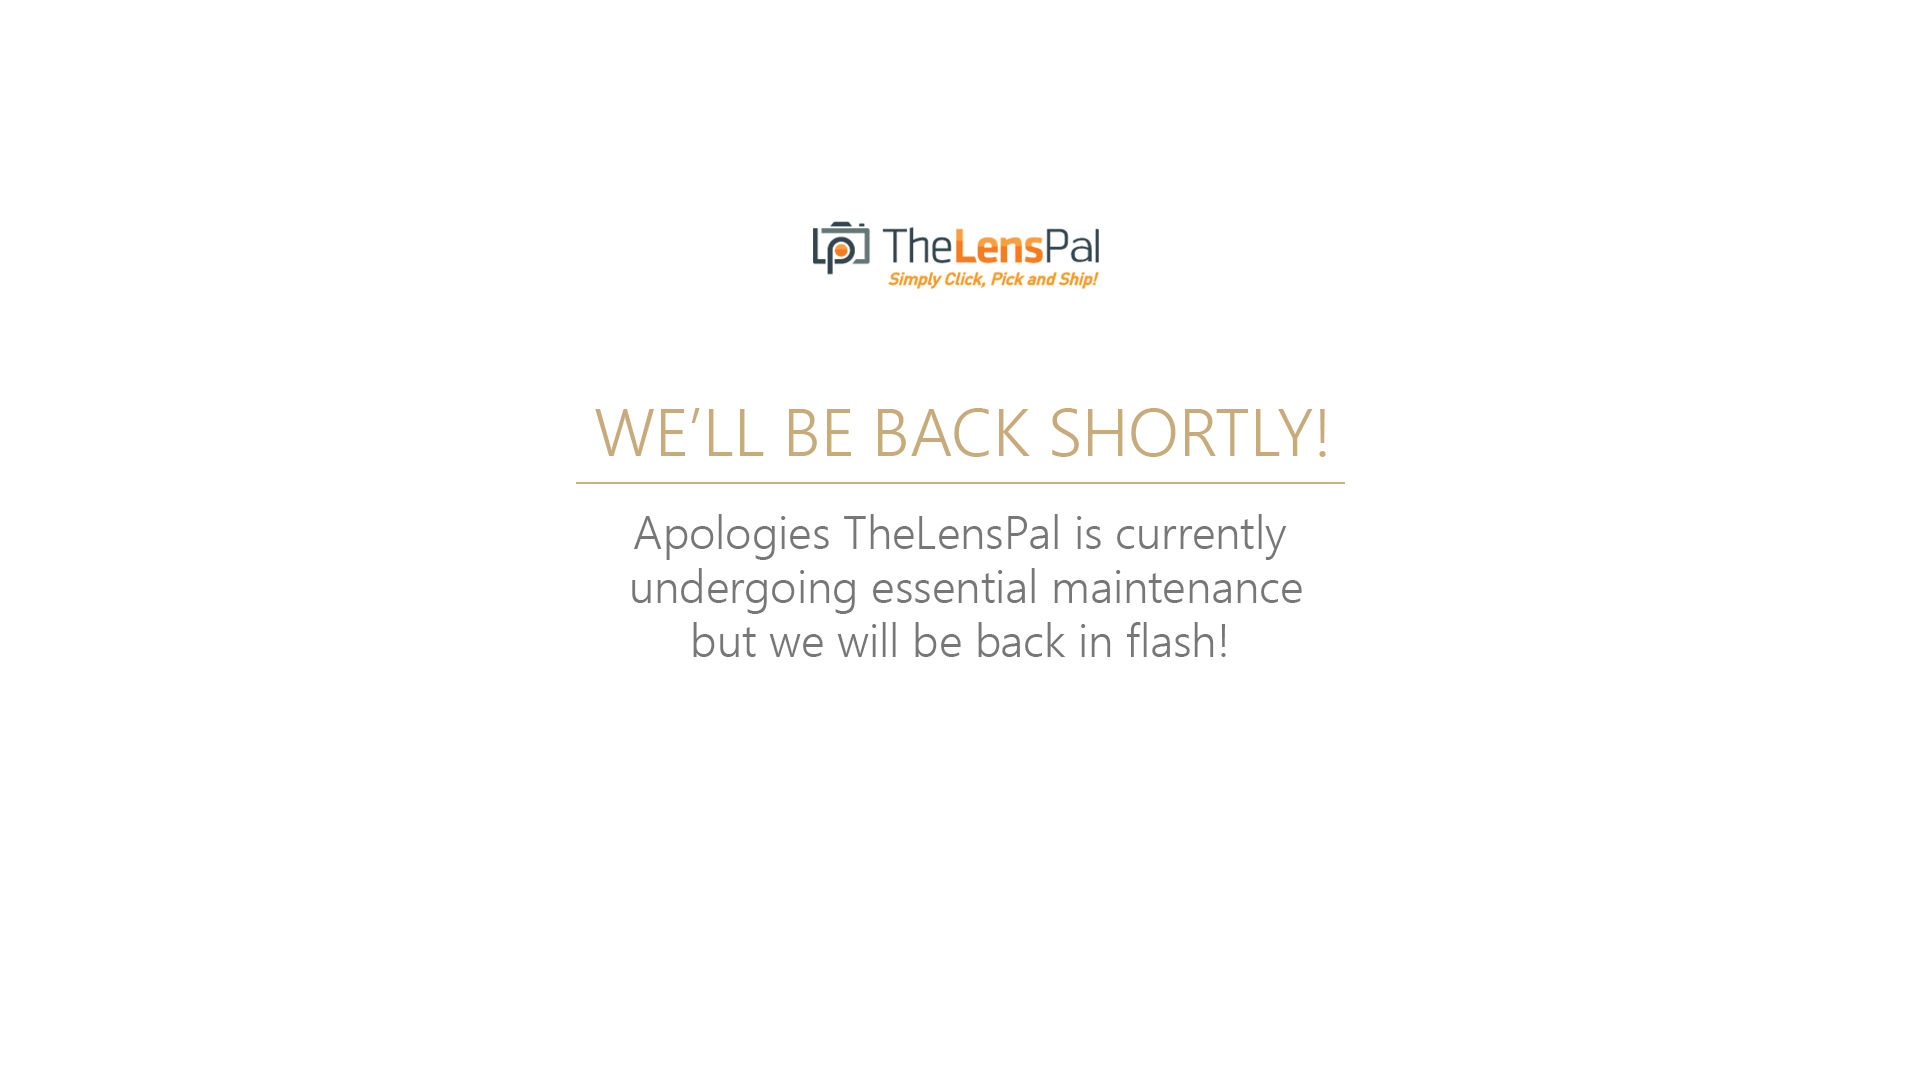 TheLensPal
Simply Click, Pick and Ship!
WE’LL BE BACK SHORTLY!
Apologies TheLensPal is currently
undergoing essential maintenance
but we will be back in flash!